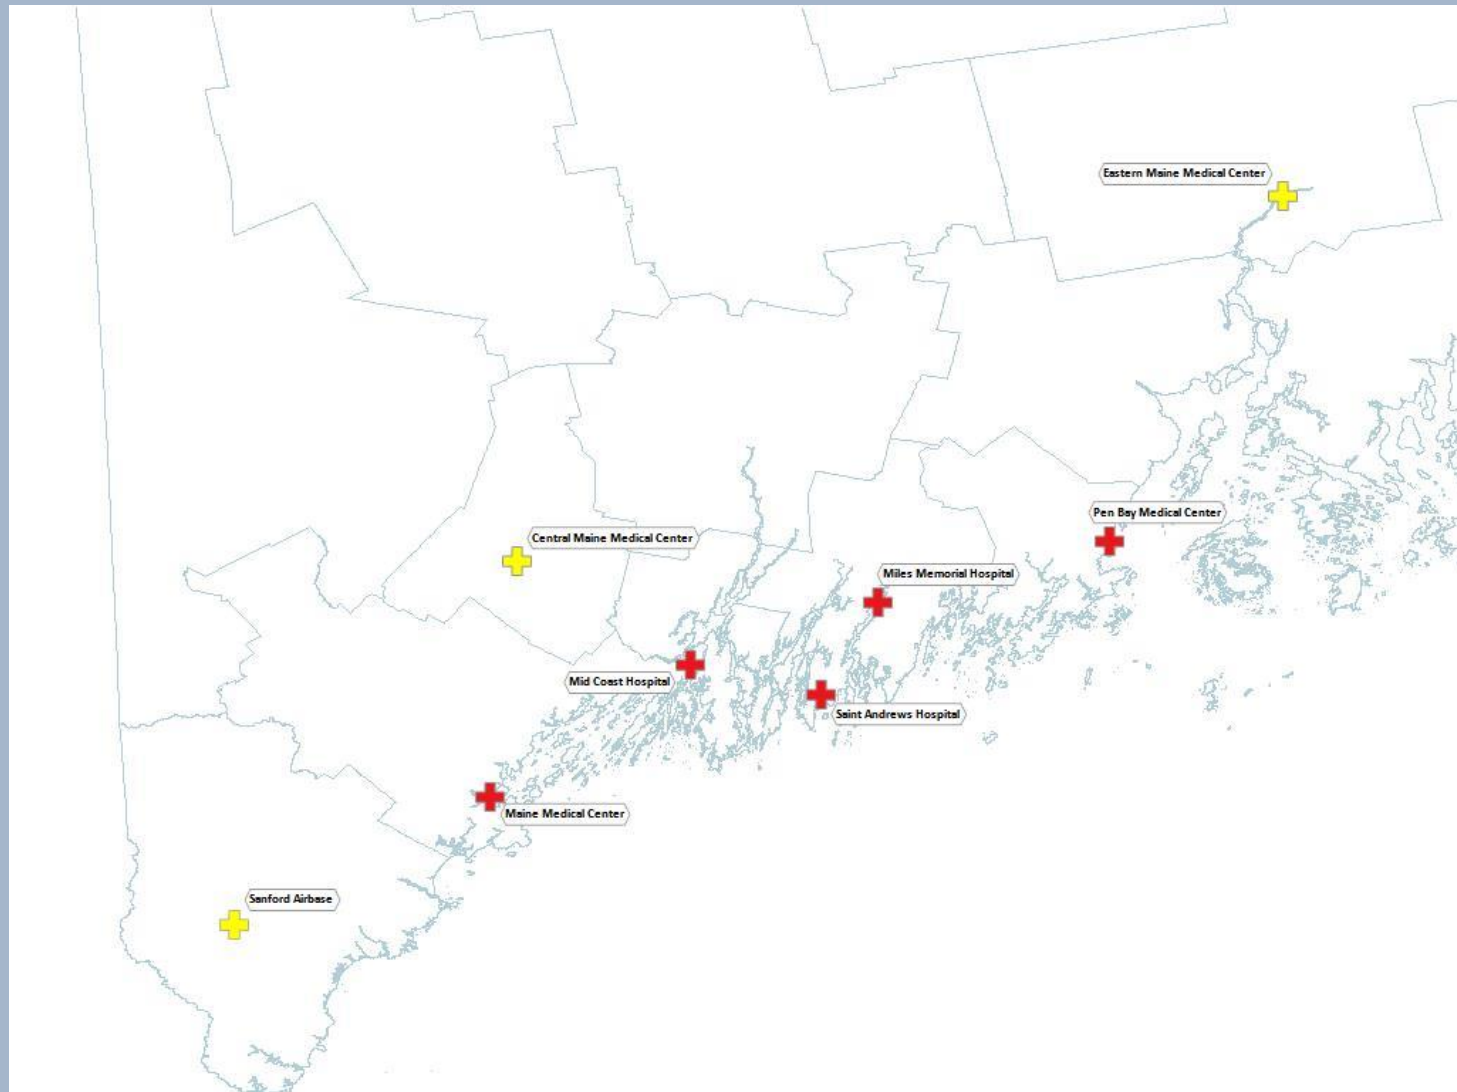 Eastern Maine Medical Center
Pen Bay Medical Center
Central Maine Medical Center
Miles Memorial Hospital
Mid Coast Hospital
Saint Andrews Hospital
Maine Medical Center
Sanford Airbase